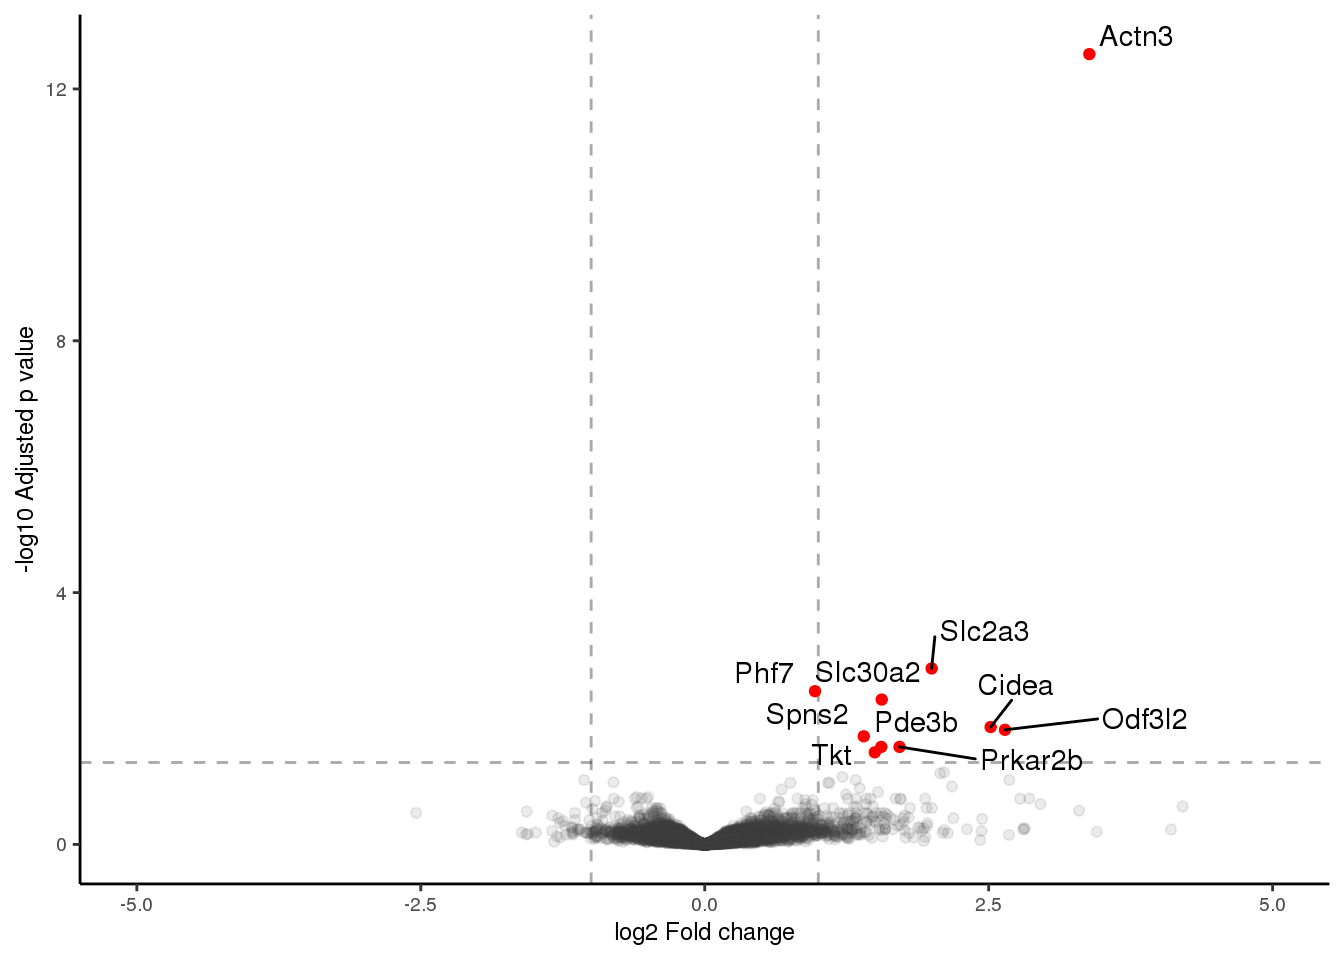 Actn3
12
8
-log10 Adjusted p value
4
Slc2a3
Phf7
Slc30a2
Cidea
Spns2
Pde3b
Odf3l2
Tkt
Prkar2b
0
-5.0
-2.5
0.0
2.5
5.0
log2 Fold change